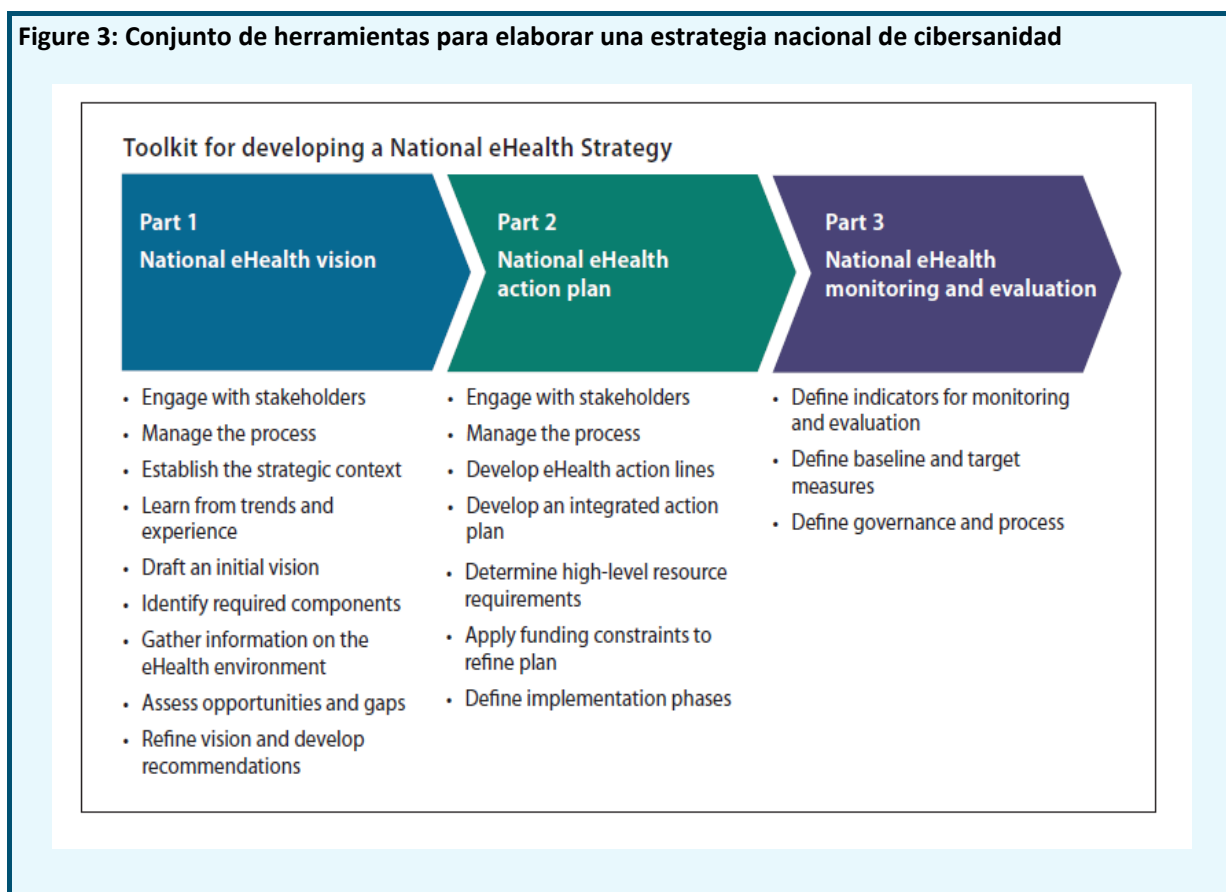 Figure 3: Conjunto de herramientas para elaborar una estrategia nacional de cibersanidad
Toolkit for developing a National eHealth Strategy
Part 1
National eHealth vision
Part 2
National eHealth
action plan
Part 3
National eHealth
monitoring and evaluation
• Engage with stakeholders
• Manage the process
• Establish the strategic context
• Learn from trends and
experience
• Draft an initial vision
• Identify required components
• Gather information on the
eHealth environment
• Assess opportunities and gaps
• Refine vision and develop
recommendations
• Engage with stakeholders
• Manage the process
• Develop eHealth action lines
• Develop an integrated action
plan
• Determine high-level resource
requirements
• Apply funding constraints to
refine plan
• Define implementation phases
• Define indicators for monitoring
and evaluation
• Define baseline and target
measures
• Define governance and process